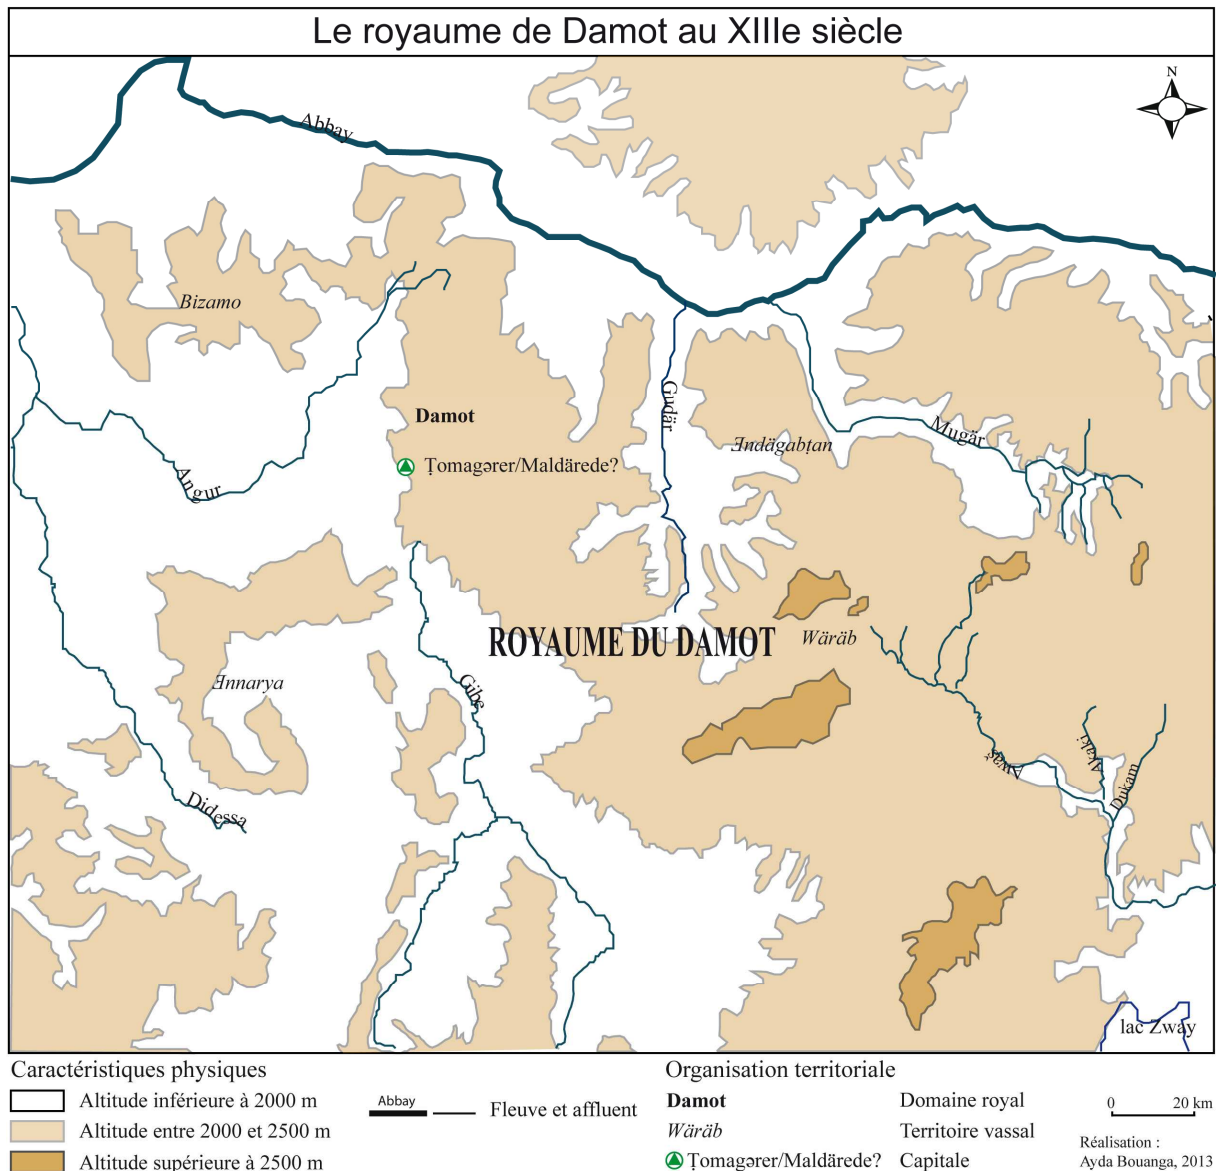 Le royaume de Damot au XIIIe siècle
N
Abbay
Bizamo
Damot
Gudär
Ǝndägabṭan
Mugär
Ṭomagərer/Maldärede?
Angur
ROYAUME DU DAMOT
Wäräb
Ǝnnarya
Gibe
Awaš
Akaki
Dukam
Didessa
lac Zway
Caractéristiques physiques
Altitude inférieure à 2000 m
Altitude entre 2000 et 2500 m
Altitude supérieure à 2500 m
Abbay
Fleuve et affluent
Organisation territoriale
Damot Domaine royal
Wäräb Territoire vassal
Ṭomagərer/Maldärede? Capitale
0 20 km
Réalisation :
Ayda Bouanga, 2013